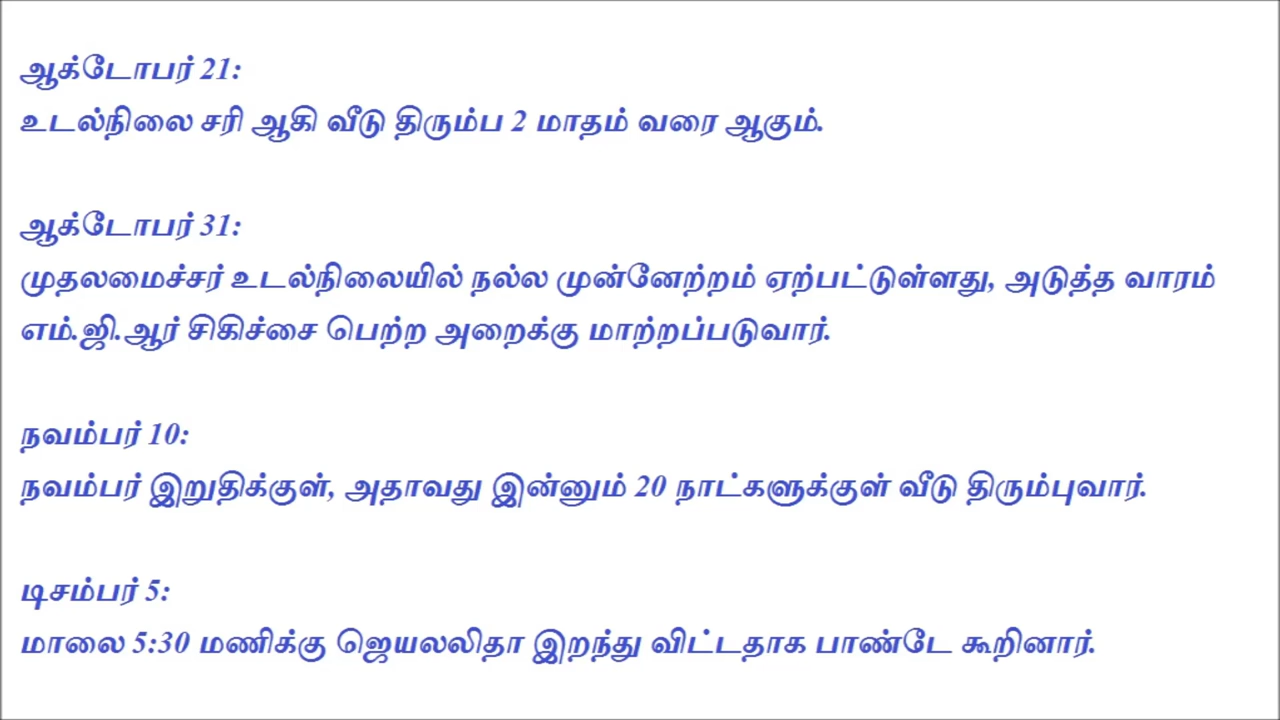 ஆக்டோபர் 21:
உடல்நிலை சரி ஆகி வீடு திரும்ப 2 மாதம் வரை ஆகும்.
ஆக்டோபர் 31:
முதலமைச்சர் உடல்நிலையில் நல்ல முன்னேற்றம் ஏற்பட்டுள்ளது, அடுத்த வாரம்
எம்.ஜி.ஆர் சிகிச்சை பெற்ற அறைக்கு மாற்றப்படுவார்.
நவம்பர் 10:
நவம்பர் இறுதிக்குள், அதாவது இன்னும் 20 நாட்களுக்குள் வீடு திரும்புவார்.
டிசம்பர் 5:
மாலை 5:30 மணிக்கு ஜெயலலிதா இறந்து விட்டதாக பாண்டே கூறினார்.